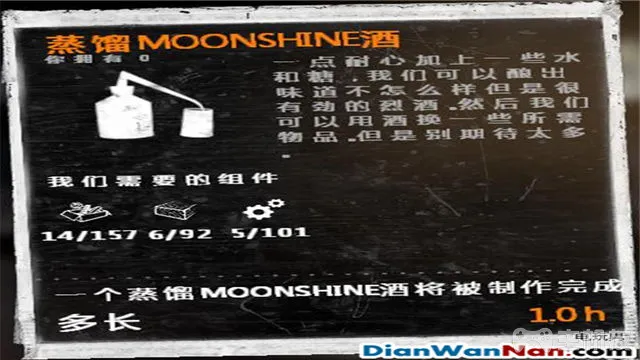 蒸馏MOONSHINE酒
你拥有 0
一点耐心加上一些水
和糖,我们可以酿出
味道不怎么样但是很
有劲的烈酒.然后我们
可以用酒换一些所需
物品.但是别期待太多
.
我们需要的组件
14/157 6/92 5/101
一个蒸馏MOONSHINE酒将被制作完成
多长
1.0 h
DianWanNan.com